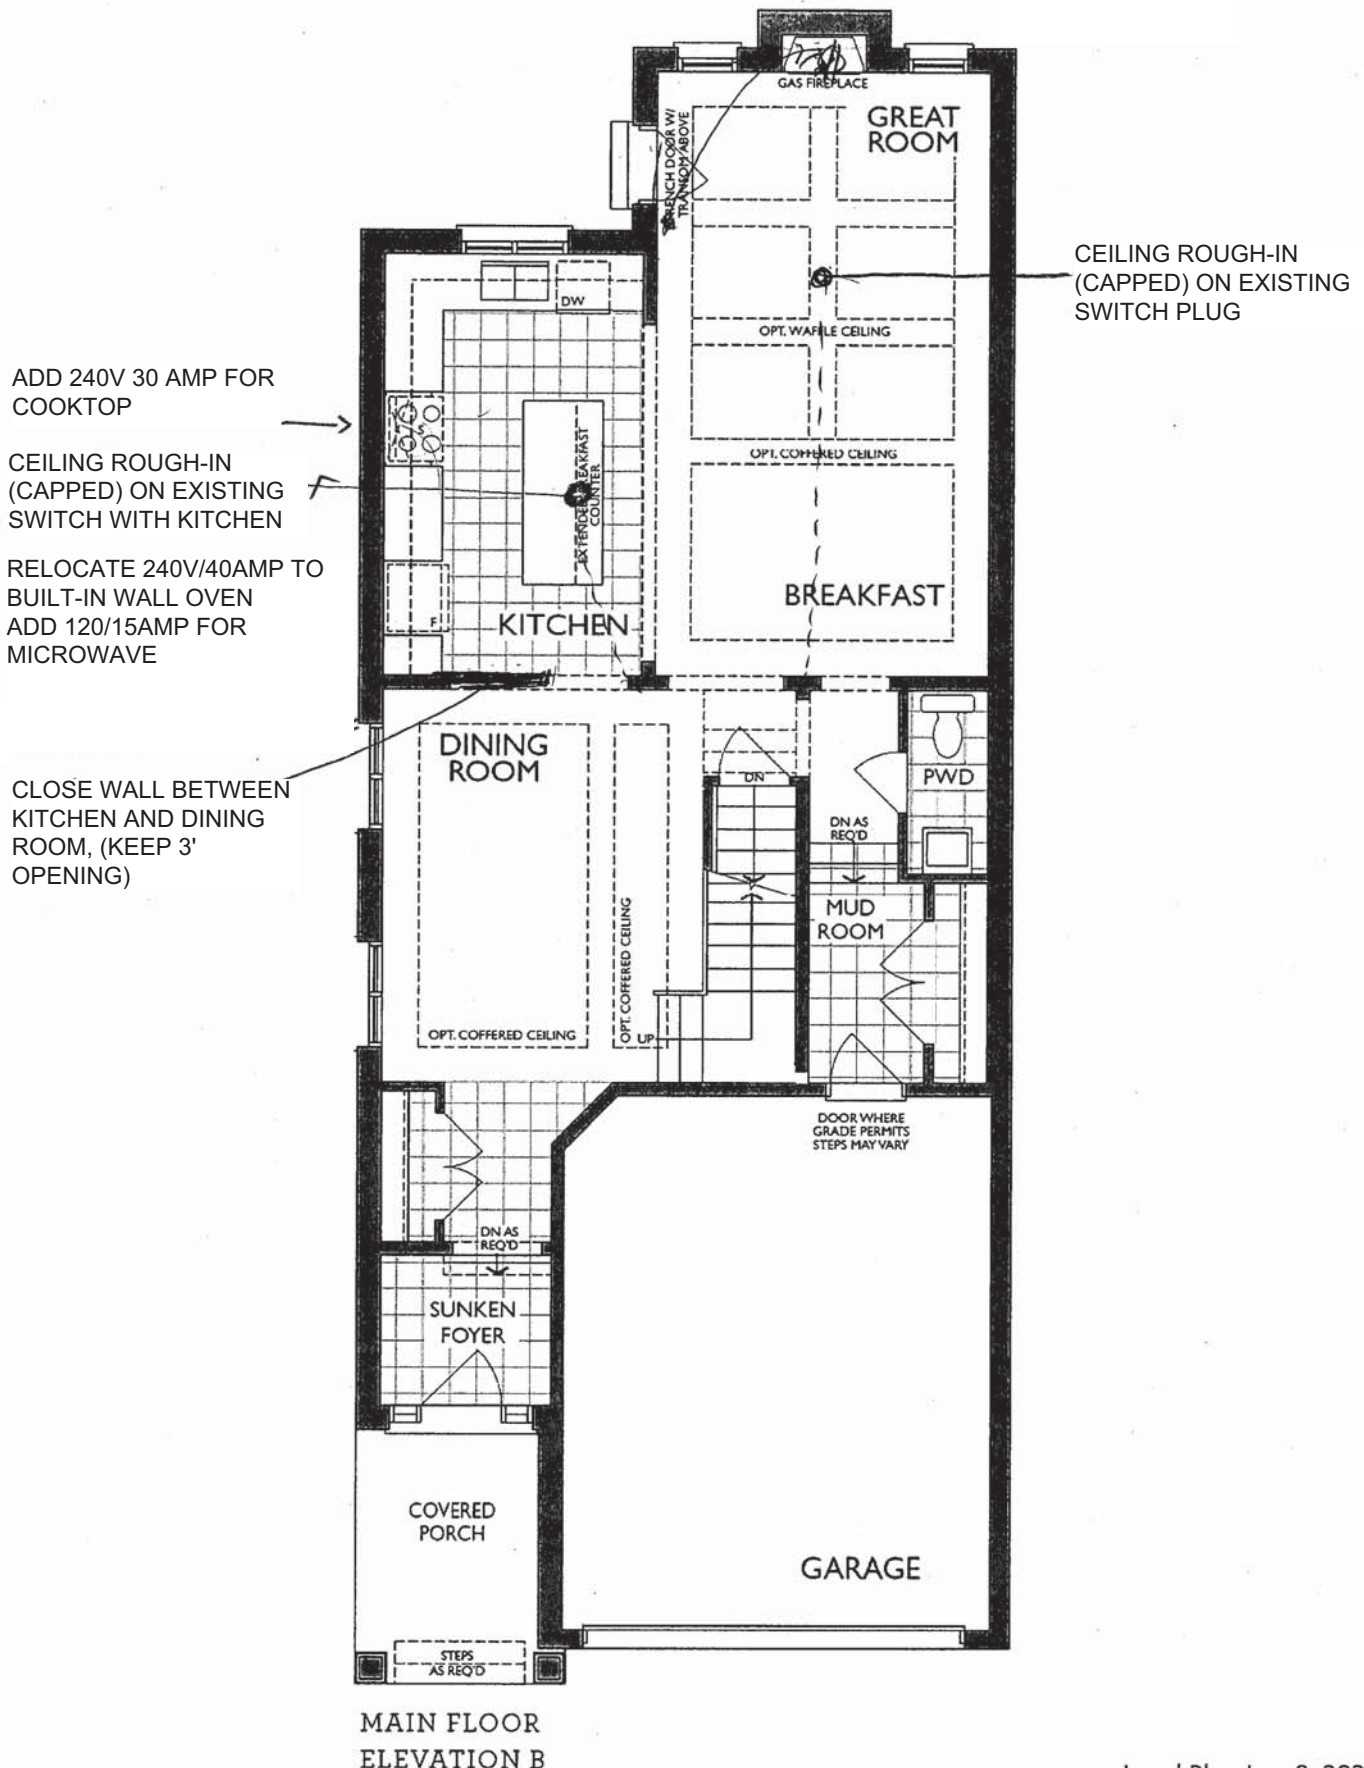 GAS FIREPLACE
GREAT
ROOM
FRENCH DOOR W/
TRANSOM ABOVE
CEILING ROUGH-IN
(CAPPED) ON EXISTING
SWITCH PLUG
DW
OPT. WAFFLE CEILING
ADD 240V 30 AMP FOR
COOKTOP
CEILING ROUGH-IN
(CAPPED) ON EXISTING
SWITCH WITH KITCHEN
EXTENDED BREAKFAST
COUNTER
OPT. COFFERED CEILING
RELOCATE 240V/40AMP TO
BUILT-IN WALL OVEN
ADD 120/15AMP FOR
MICROWAVE
F
KITCHEN
BREAKFAST
DINING
ROOM
CLOSE WALL BETWEEN
KITCHEN AND DINING
ROOM, (KEEP 3'
OPENING)
DN
PWD
DN AS
REQ'D
MUD
ROOM
OPT. COFFERED CEILING
OPT. COFFERED CEILING
UP
DOOR WHERE
GRADE PERMITS
STEPS MAY VARY
DN AS
REQ'D
SUNKEN
FOYER
COVERED
PORCH
GARAGE
STEPS
AS REQ'D
MAIN FLOOR
ELEVATION B